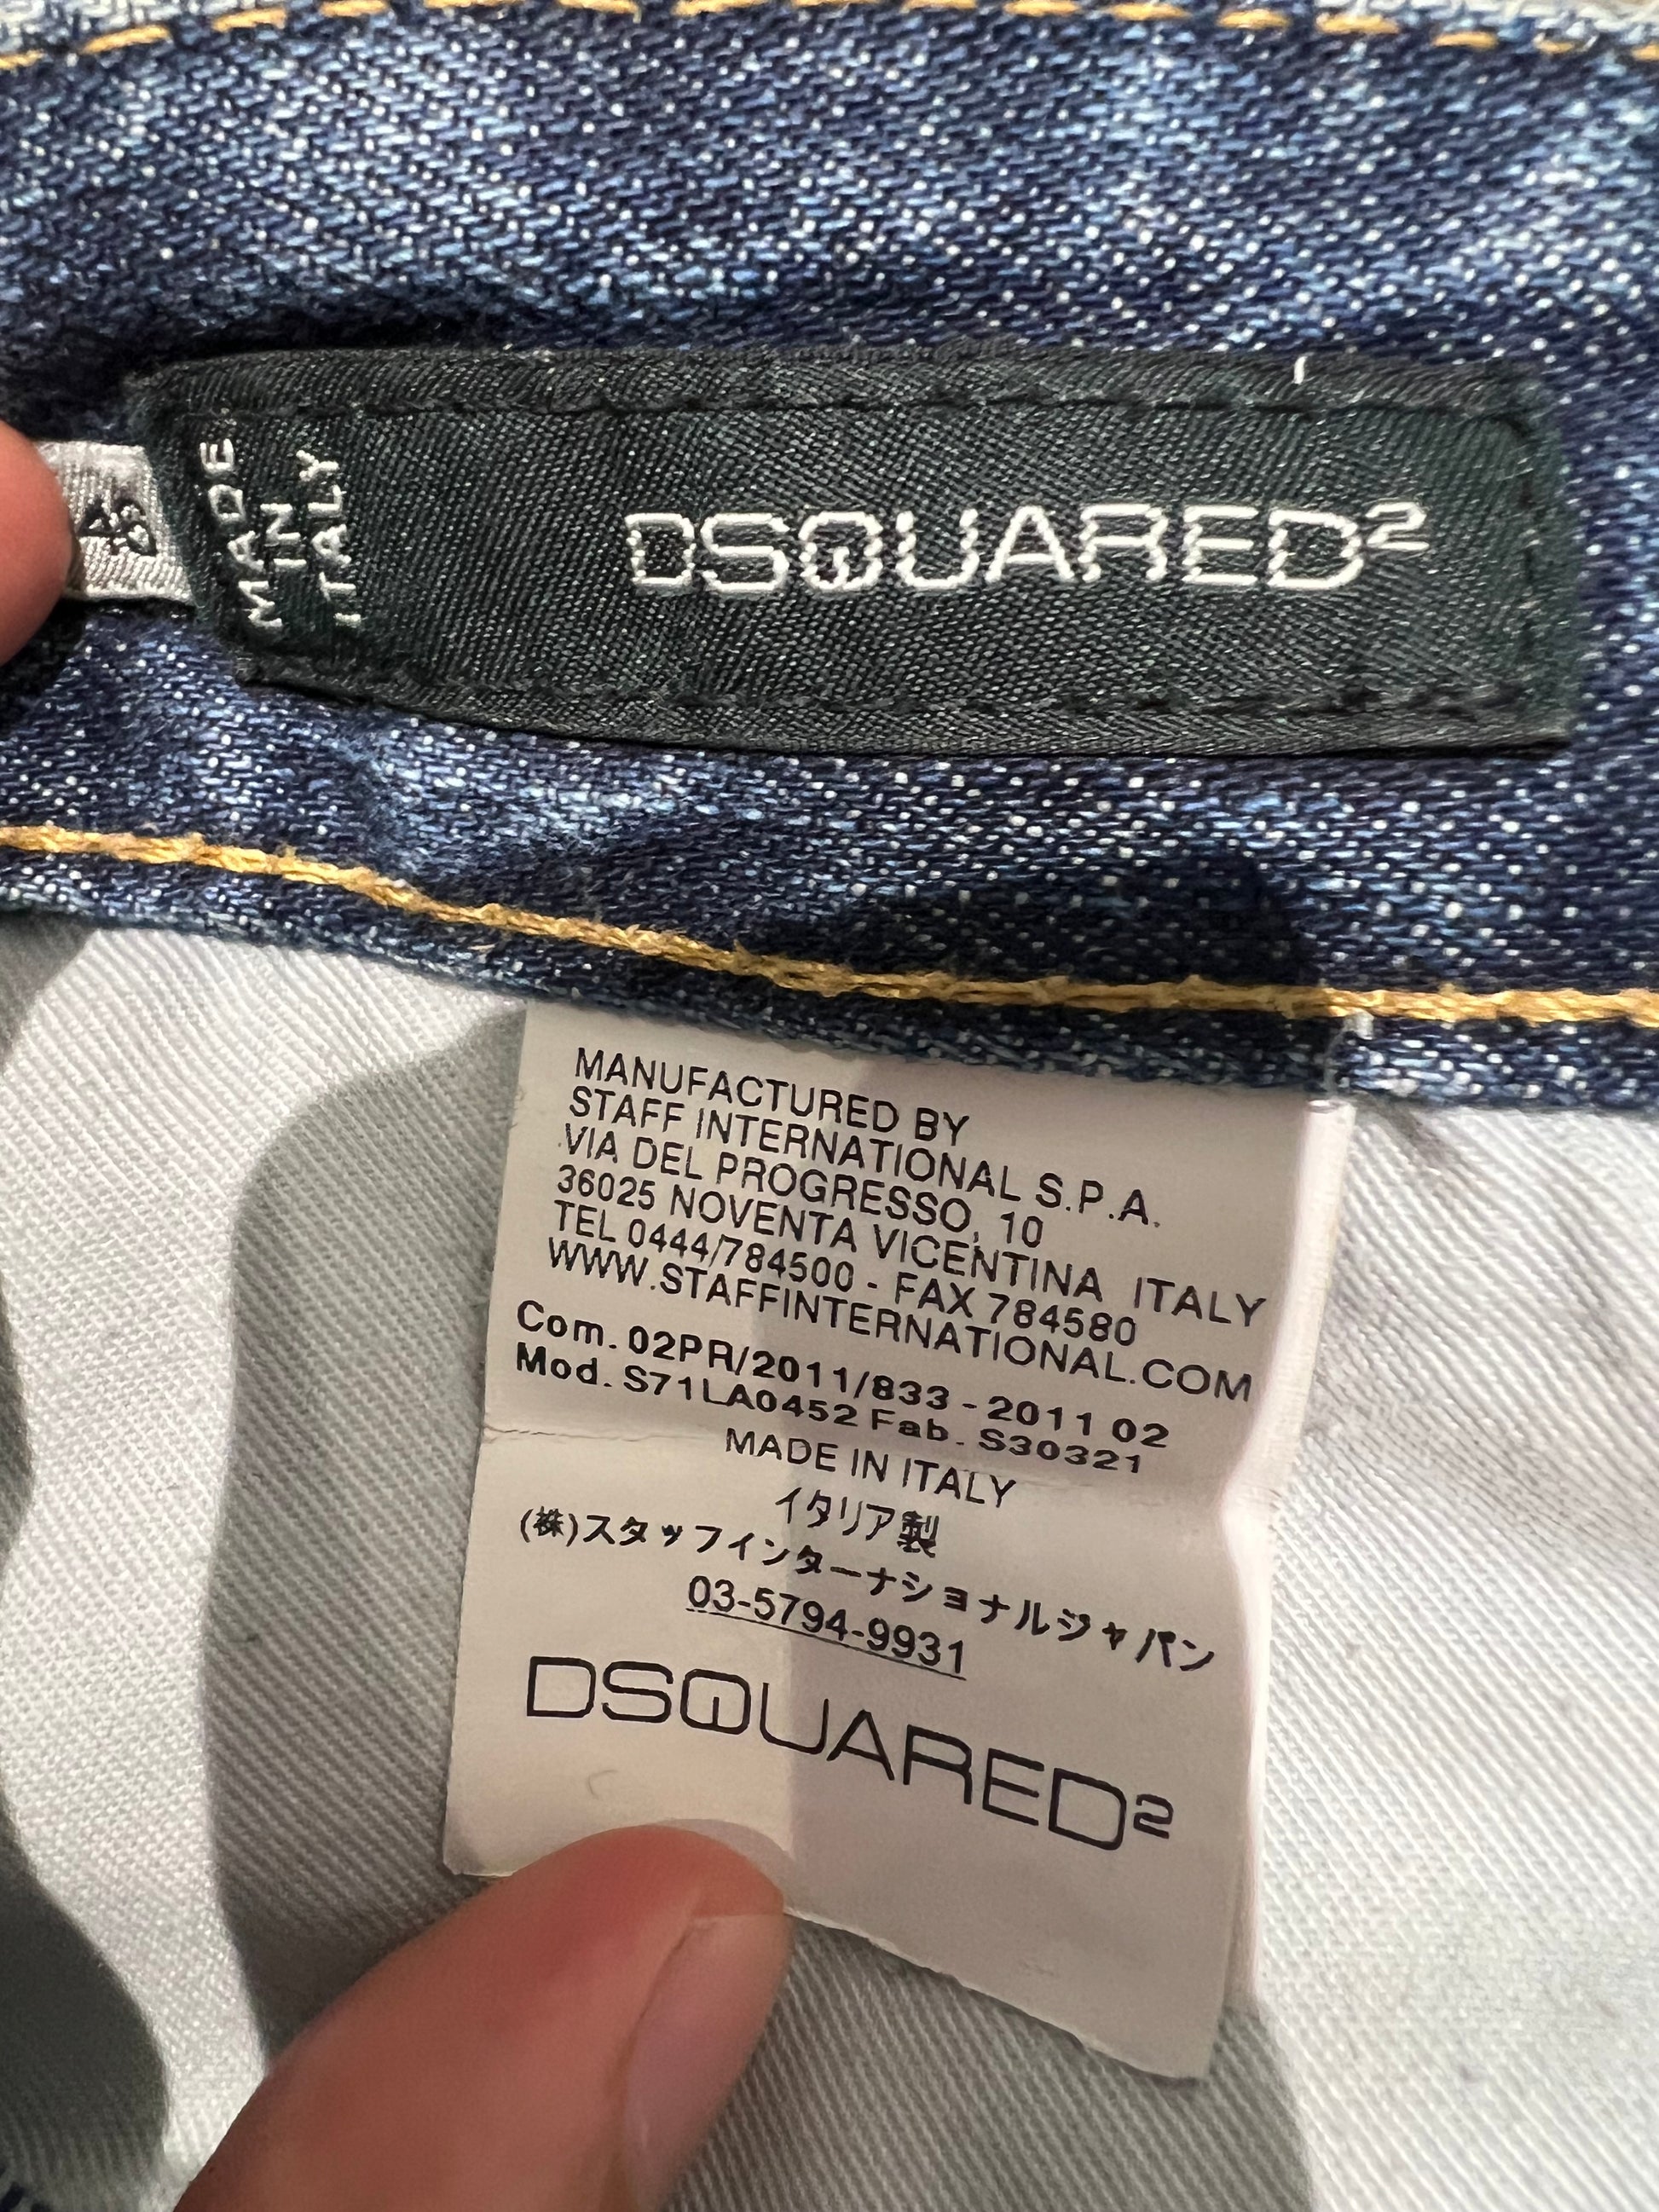 MADE
IN
ITALY
DSQUARED2
MANUFACTURED BY
STAFF INTERNATIONAL S.P.A.
VIA DEL PROGRESSO, 10
36025 NOVENTA VICENTINA ITALY
TEL 0444/784500 - FAX 784580
WWW.STAFFINTERNATIONAL.COM
Com. 02PR/2011/833 - 2011 02
Mod. S71LA0452 Fab. S30321
MADE IN ITALY
イタリア製
(株)スタッフインターナショナルジャパン
03-5794-9931
DSQUARED2